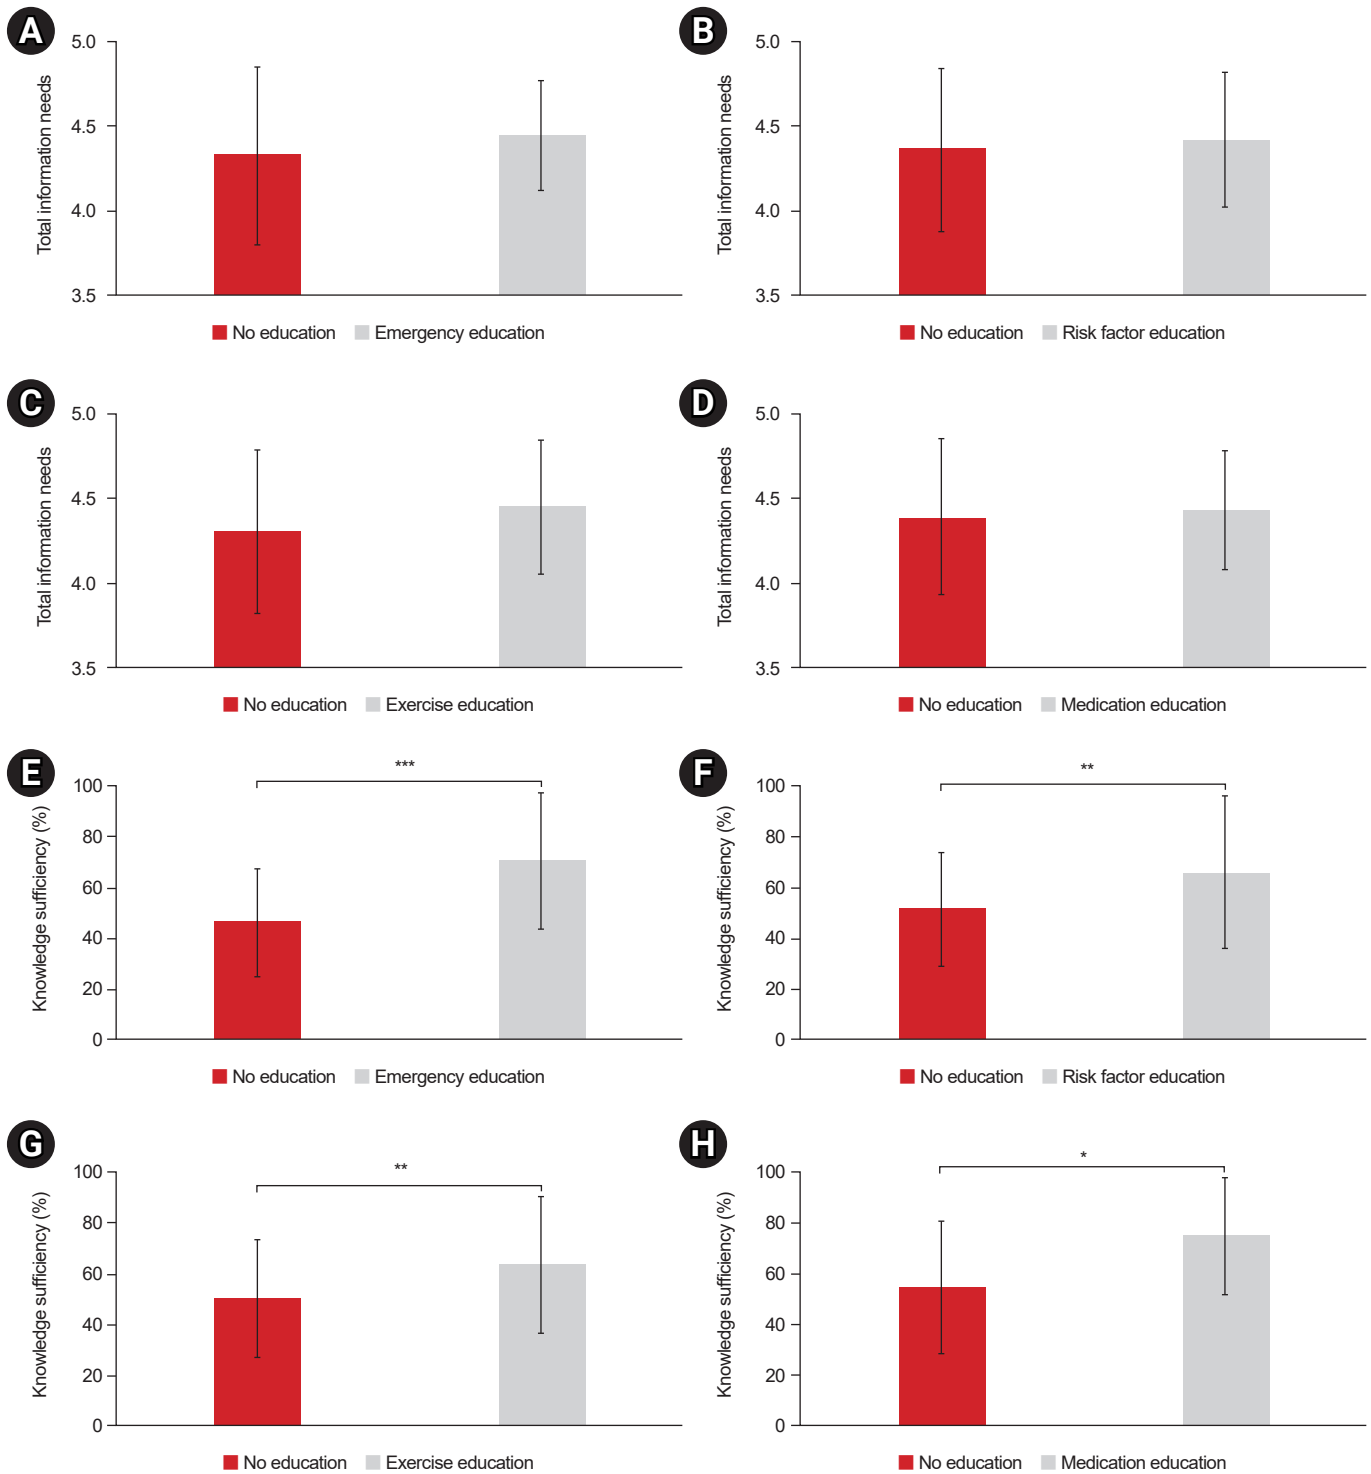 A
Total information needs
5.0
4.5
4.0
3.5
No education Emergency education
B
Total information needs
5.0
4.5
4.0
3.5
No education Risk factor education
C
Total information needs
5.0
4.5
4.0
3.5
No education Exercise education
D
Total information needs
5.0
4.5
4.0
3.5
No education Medication education
E
Knowledge sufficiency (%)
100
80
60
40
20
0
***
No education Emergency education
F
Knowledge sufficiency (%)
100
80
60
40
20
0
**
No education Risk factor education
G
Knowledge sufficiency (%)
100
80
60
40
20
0
**
No education Exercise education
H
Knowledge sufficiency (%)
100
80
60
40
20
0
*
No education Medication education